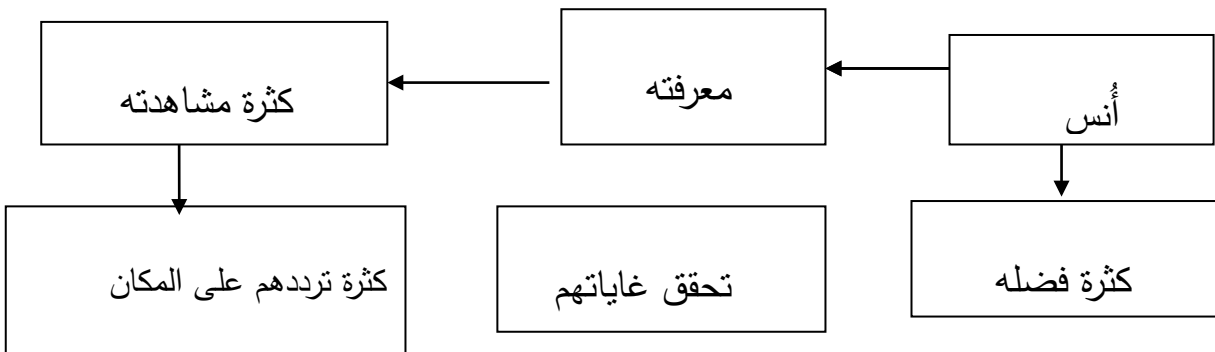 أُنس
معرفته
كثرة مشاهدته
كثرة فضله
تحقق غاياتهم
كثرة ترددهم على المكان